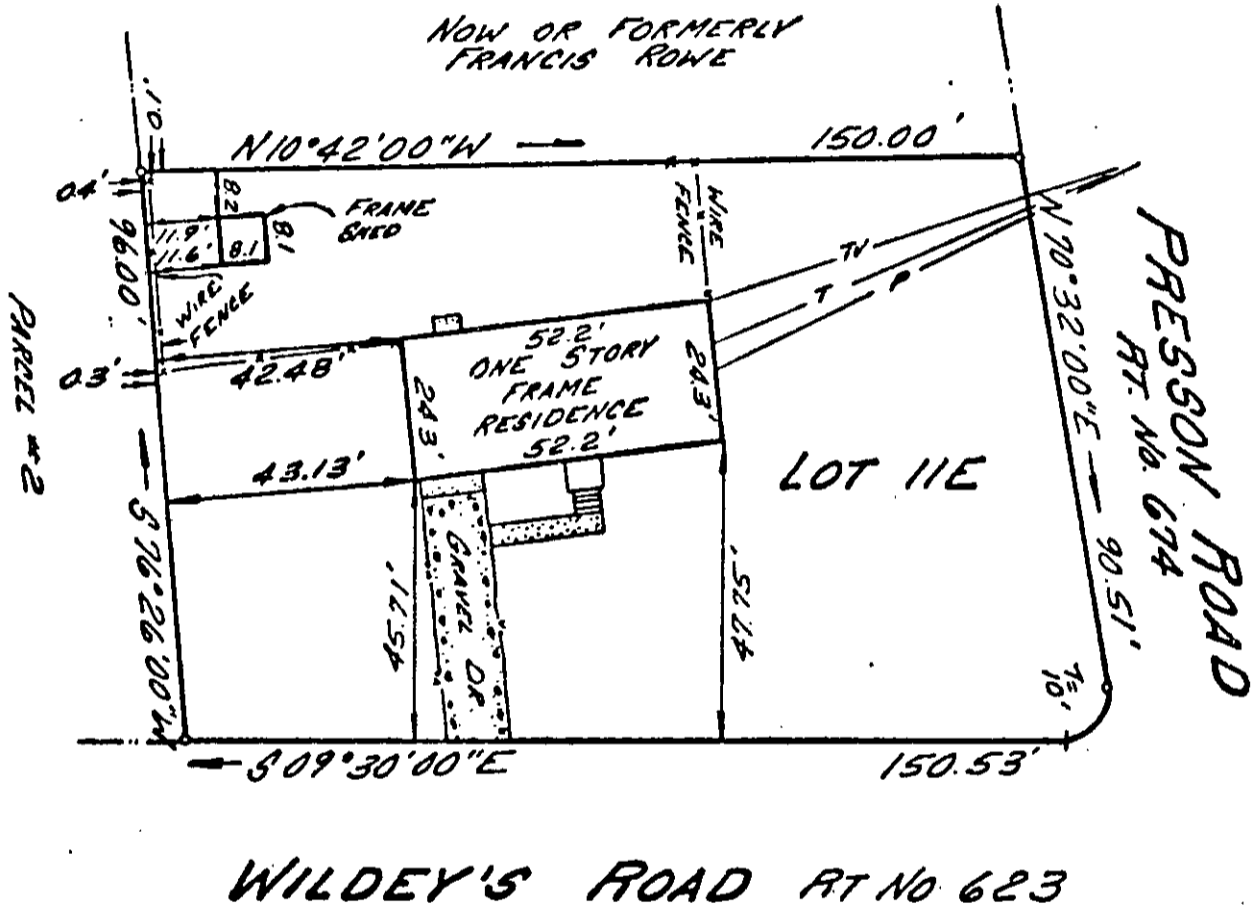 NOW OR FORMERLY
FRANCIS ROWE
N10°42'00"W
150.00'
.1.0
0.4'
8.2
FRAME
SHED
11.9'
11.6'
8.1
8.1
96.00'
WIRE
FENCE
WIRE
FENCE
TV
T
P
N 70°32'00"E
90.51'
PRESSON ROAD
RT. No. 674
0.3'
42.48'
52.2'
ONE STORY
FRAME
RESIDENCE
52.2'
24.3'
24.3'
PARCEL #2
43.13'
LOT 11E
S 76°26'00"W
45.71'
GRAVEL DR
47.75'
10'
S 09°30'00"E
150.53'
WILDEY'S ROAD RT NO 623